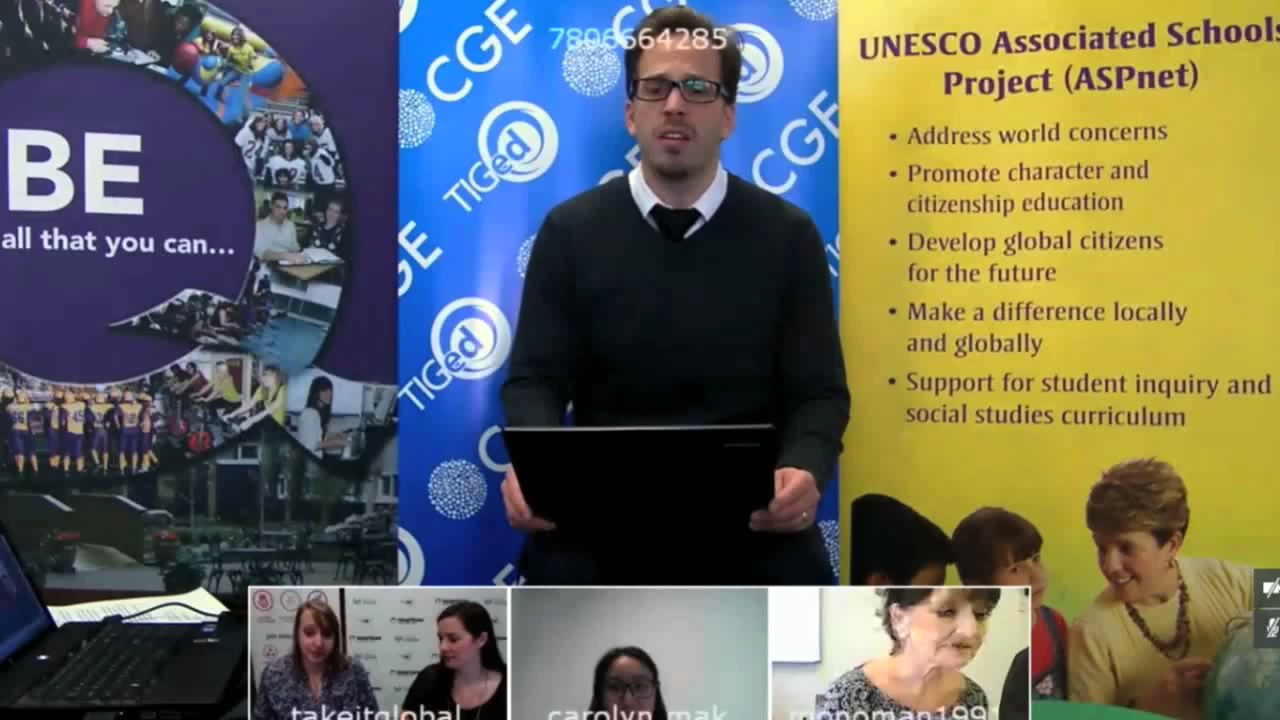 BE
all that you can...
CGE
TIGed
CGE
TIGed
CGE
7806664285
CGE
UNESCO Associated Schools
Project (ASPnet)
• Address world concerns
• Promote character and
citizenship education
• Develop global citizens
for the future
• Make a difference locally
and globally
• Support for student inquiry and
social studies curriculum
takeitglobal
carolyn mak
monoman1991